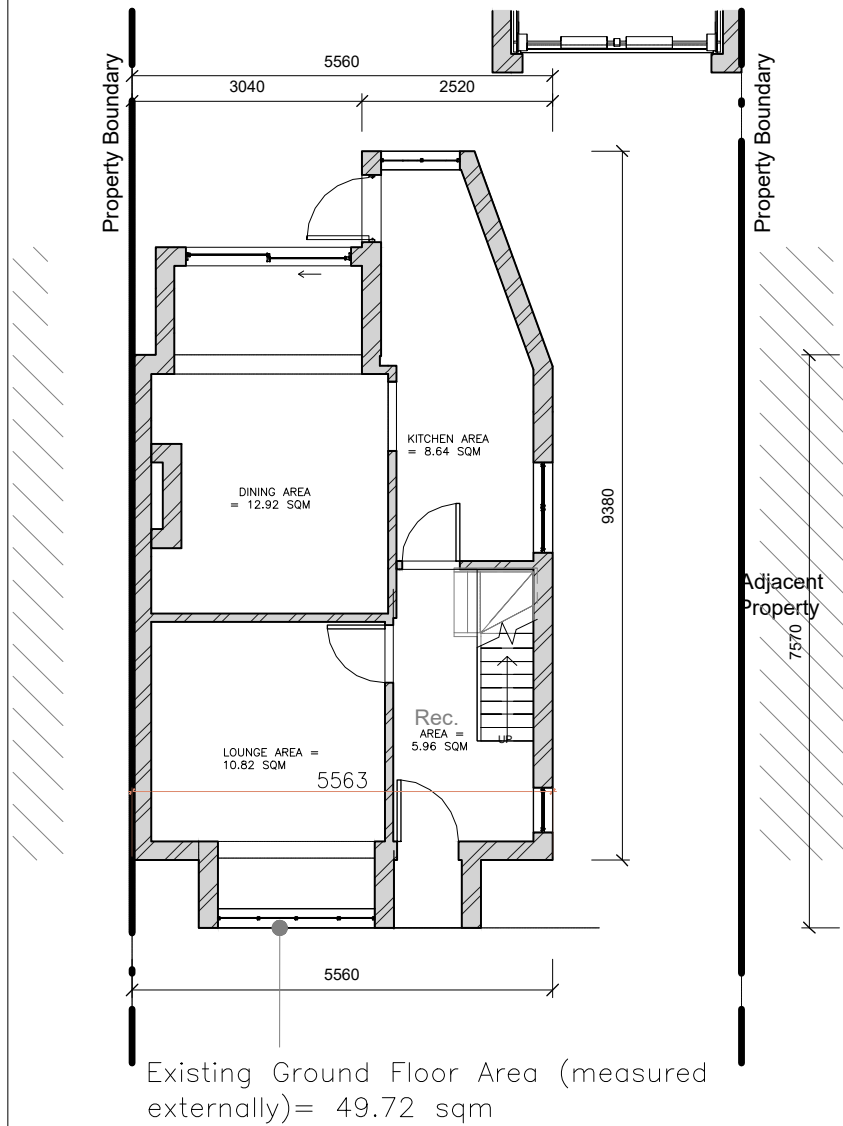 5560
3040
2520
Property Boundary
Property Boundary
KITCHEN AREA
= 8.64 SQM
DINING AREA
= 12.92 SQM
9380
Adjacent
Property
7570
Rec.
AREA =
5.96 SQM
UP
LOUNGE AREA =
10.82 SQM
5563
5560
Existing Ground Floor Area (measured
externally)= 49.72 sqm